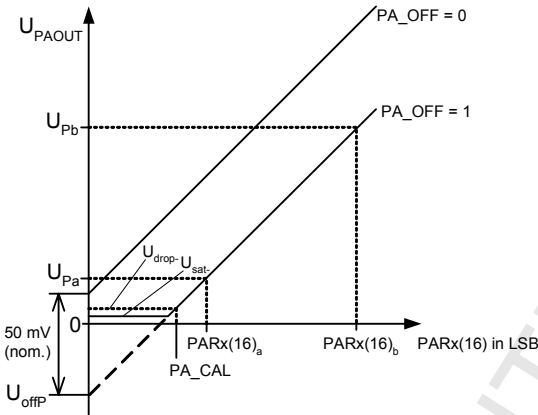 U_PAOUT
PA_OFF = 0
PA_OFF = 1
U_Pb
U_drop-
U_sat-
U_Pa
0
50 mV
(nom.)
U_offP
PARx(16)_a
PARx(16)_b
PARx(16) in LSB
PA_CAL